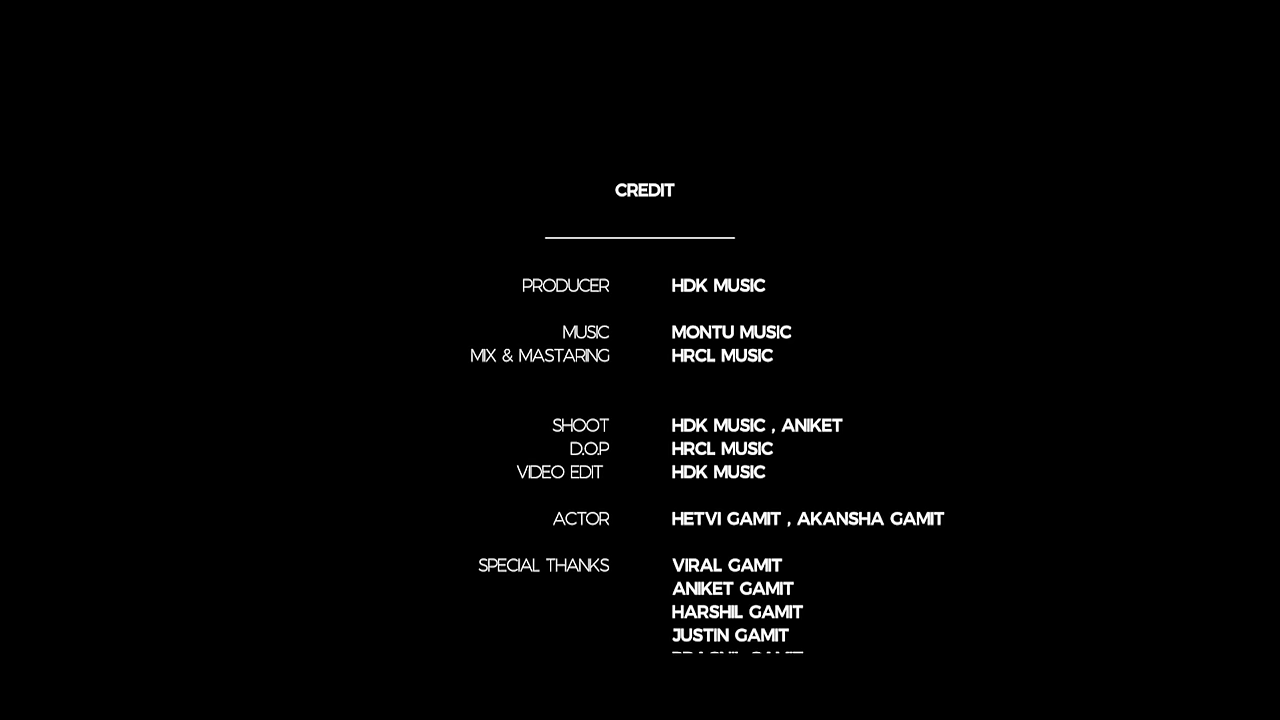 CREDIT
PRODUCER HDK MUSIC
MUSIC MONTU MUSIC
MIX & MASTARING HRCL MUSIC
SHOOT HDK MUSIC , ANIKET
D.O.P HRCL MUSIC
VIDEO EDIT HDK MUSIC
ACTOR HETVI GAMIT , AKANSHA GAMIT
SPECIAL THANKS VIRAL GAMIT
ANIKET GAMIT
HARSHIL GAMIT
JUSTIN GAMIT